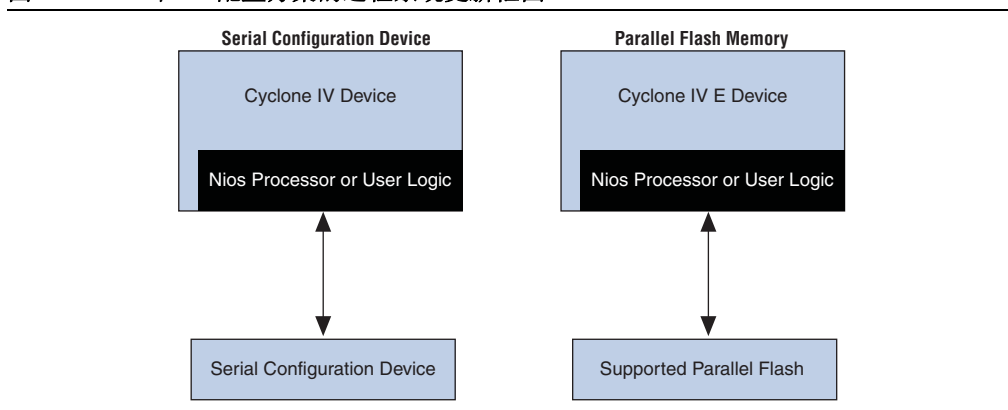 Serial Configuration Device
Parallel Flash Memory
Cyclone IV Device
Cyclone IV E Device
Nios Processor or User Logic
Nios Processor or User Logic
Serial Configuration Device
Supported Parallel Flash